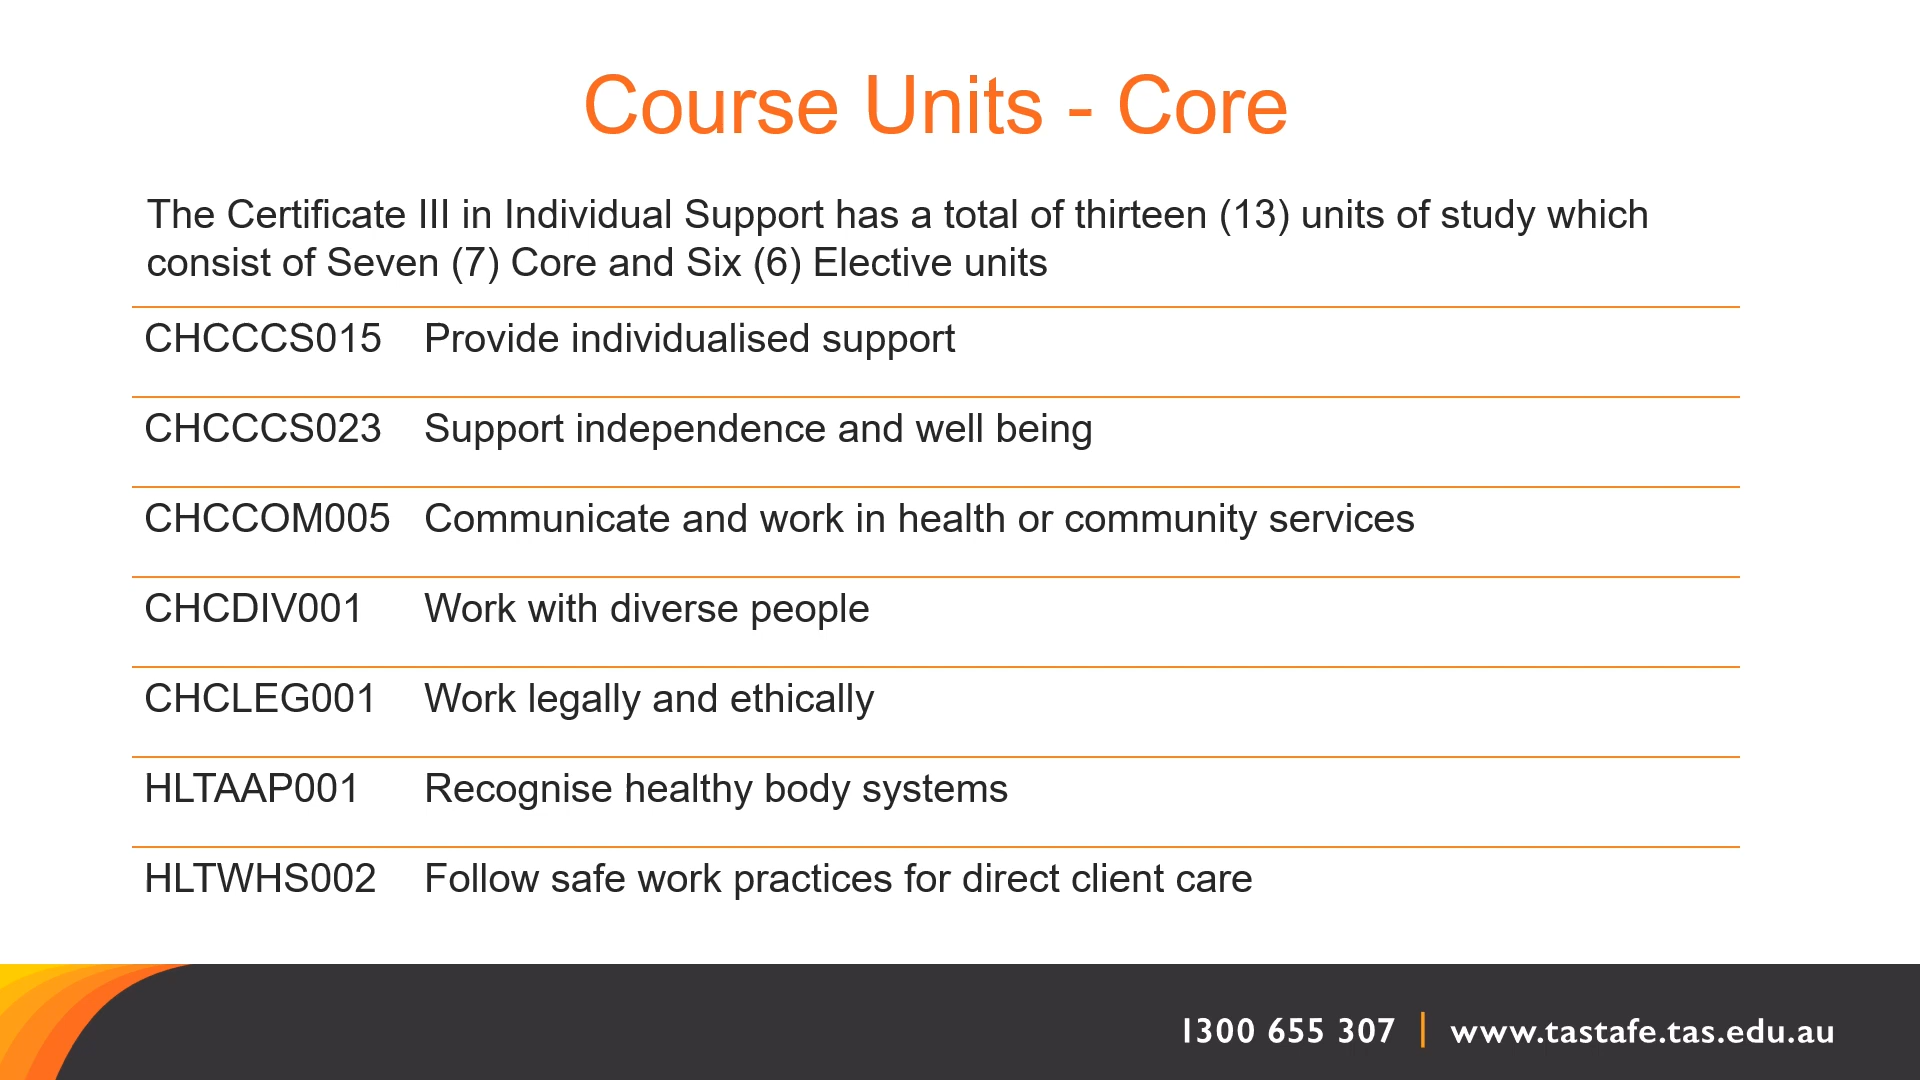 Course Units - Core
The Certificate III in Individual Support has a total of thirteen (13) units of study which
consist of Seven (7) Core and Six (6) Elective units
CHCCCS015 Provide individualised support
CHCCCS023 Support independence and well being
CHCCOM005 Communicate and work in health or community services
CHCDIV001 Work with diverse people
CHCLEG001 Work legally and ethically
HLTAAP001 Recognise healthy body systems
HLTWHS002 Follow safe work practices for direct client care
1300 655 307 | www.tastafe.tas.edu.au